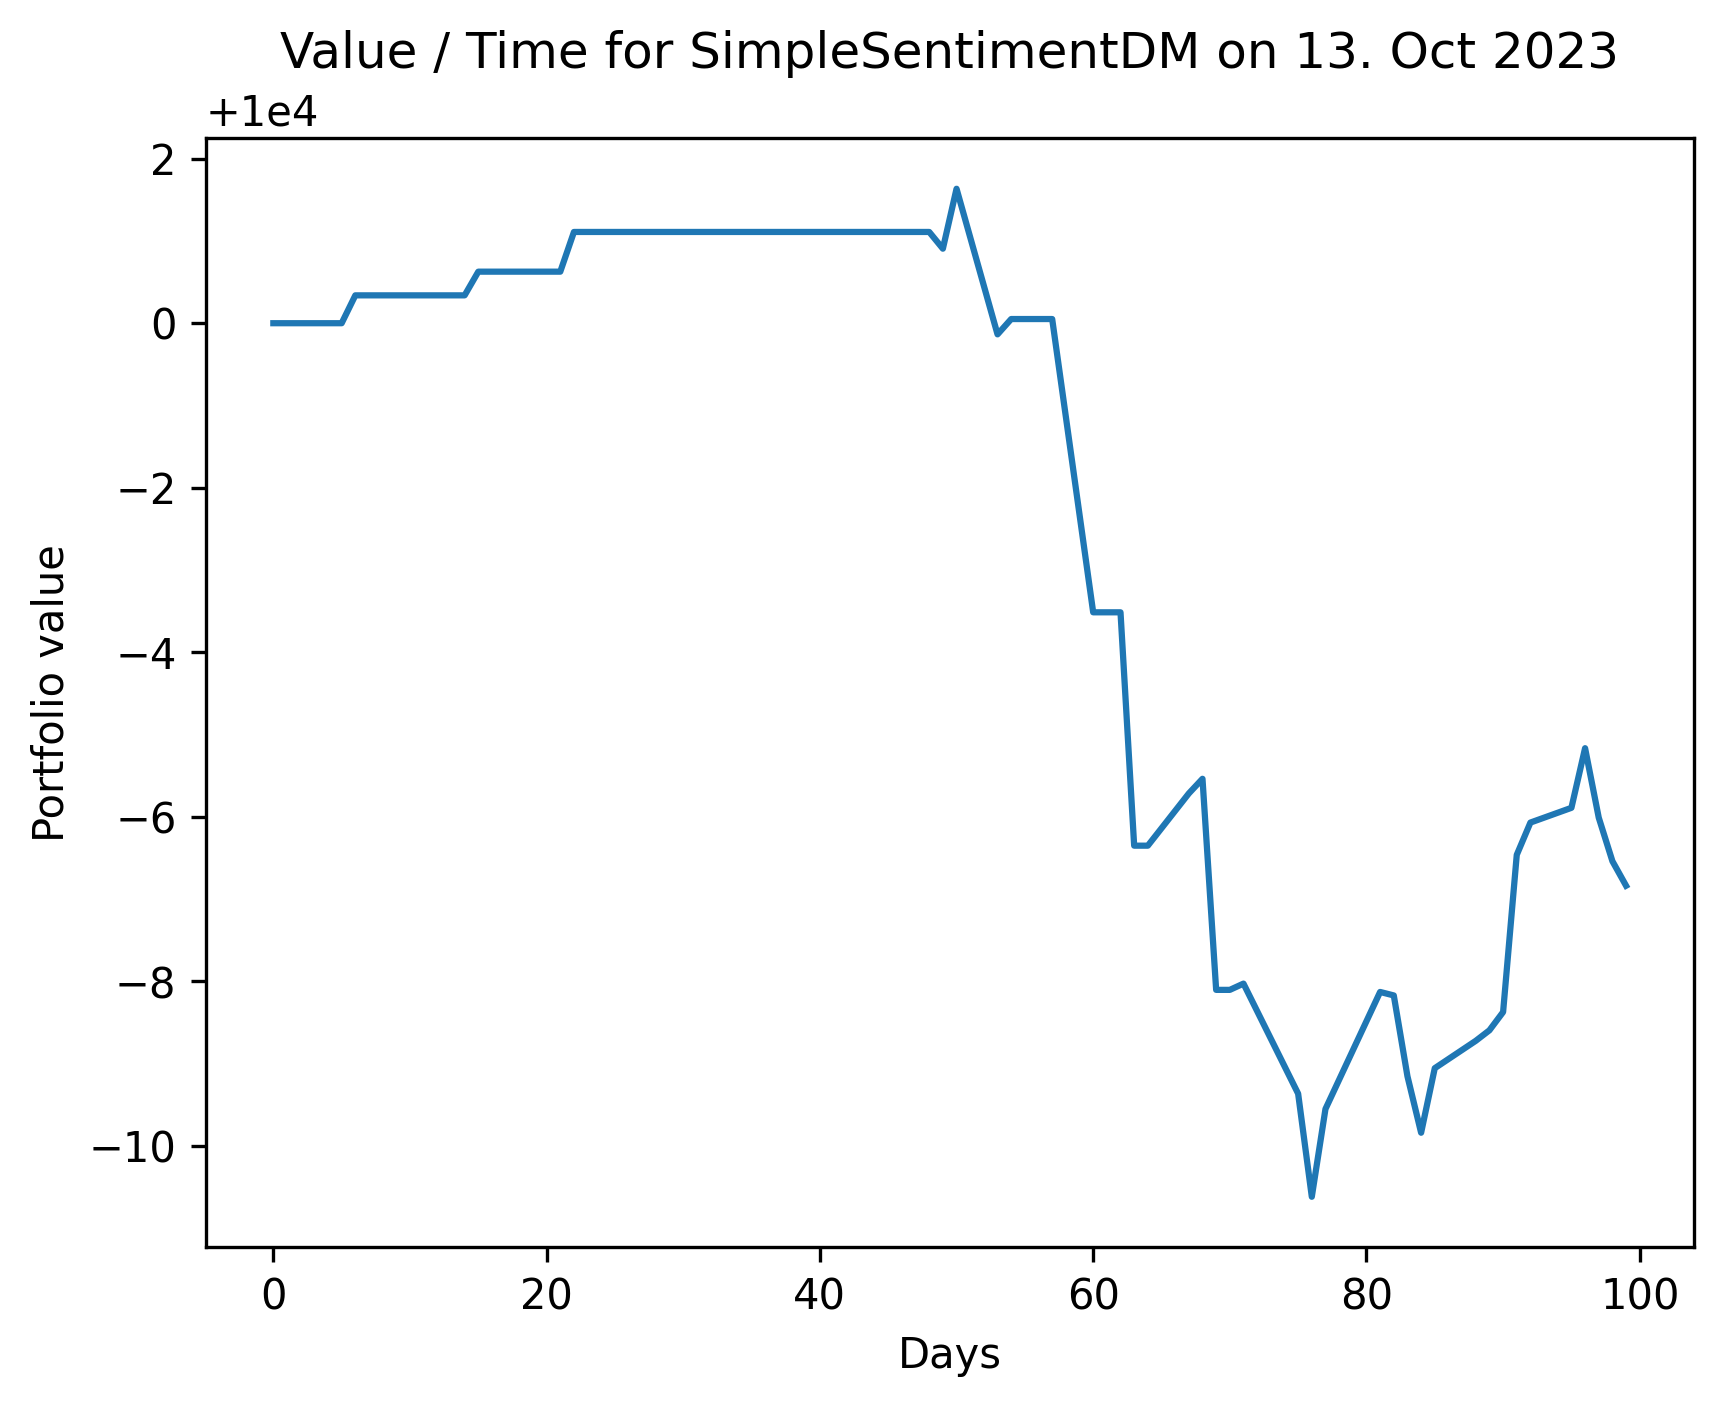 Value / Time for SimpleSentimentDM on 13. Oct 2023
+1e4
2
0
−2
−4
−6
−8
−10
Portfolio value
0 20 40 60 80 100
Days